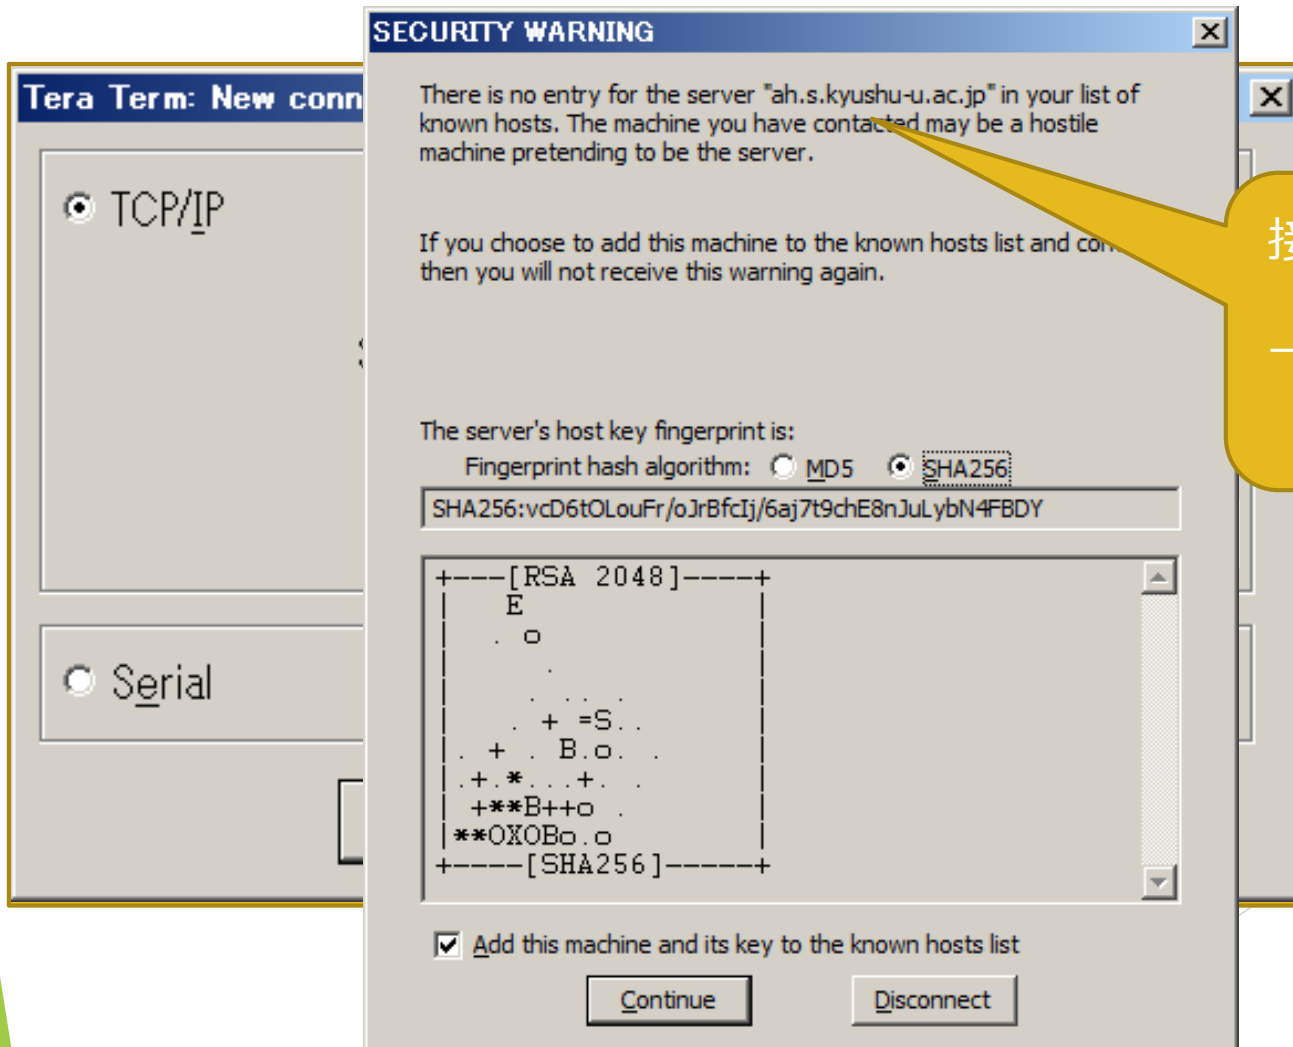 SECURITY WARNING
Tera Term: New conn
There is no entry for the server "ah.s.kyushu-u.ac.jp" in your list of
known hosts. The machine you have contacted may be a hostile
machine pretending to be the server.
TCP/IP
接
If you choose to add this machine to the known hosts list and con
then you will not receive this warning again.
The server's host key fingerprint is:
Fingerprint hash algorithm: MD5 SHA256
SHA256:vcD6tOLouFr/oJrBfcIj/6aj7t9chE8nJuLybN4FBDY
+---[RSA 2048]----+
|    E            |
|   . o           |
|      .          |
|     . .. .      |
|    . + =S..     |
|. + . B.o. .     |
|.+.*...+. .      |
| +**B++o .       |
|**OXOBo.o        |
+----[SHA256]-----+
Serial
Add this machine and its key to the known hosts list
Continue Disconnect